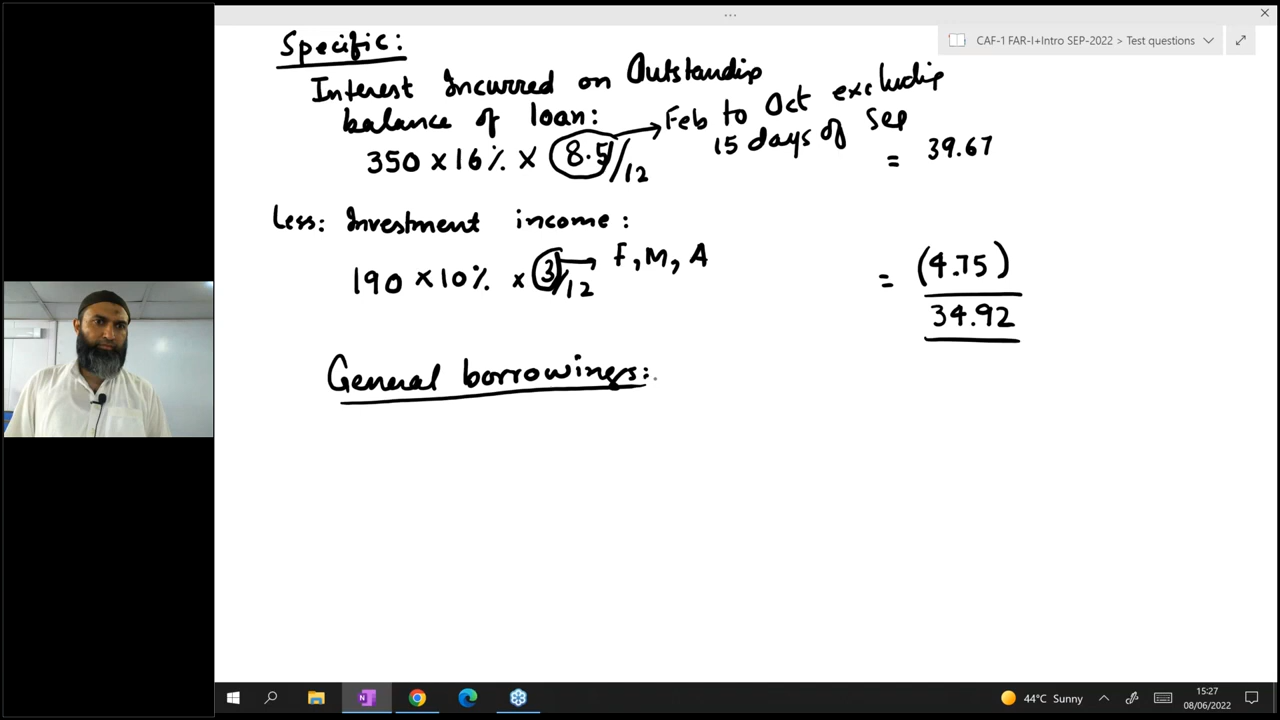 CAF-1 FAR-I+Intro SEP-2022 > Test questions
Specific:
Interest Incurred on Outstanding
balance of loan:
350 × 16% × 8.5/12
Feb to Oct excluding
15 days of Sep
= 39.67
Less: Investment income:
190 × 10% × 3/12
F, M, A
= (4.75)
34.92
General borrowings:
44°C Sunny
15:27
08/06/2022